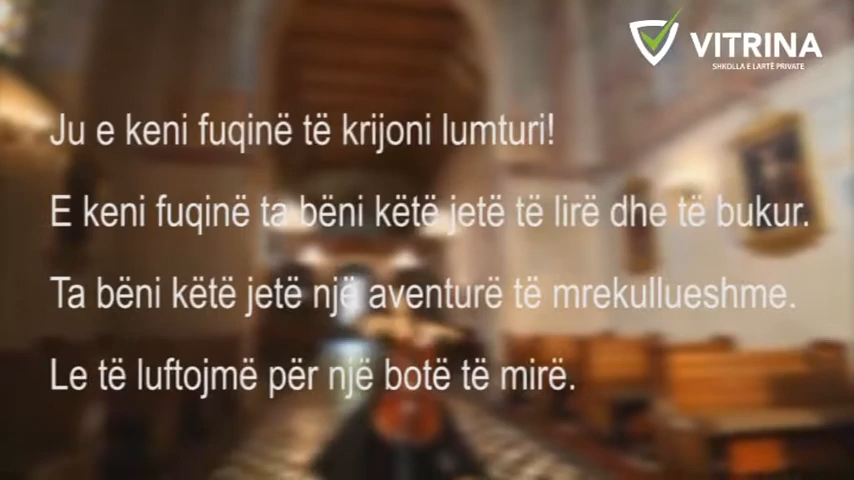 VITRINA
SHKOLLA E LARTË PRIVATE
Ju e keni fuqinë të krijoni lumturi!
E keni fuqinë ta bëni këtë jetë të lirë dhe të bukur.
Ta bëni këtë jetë një aventurë të mrekullueshme.
Le të luftojmë për një botë të mirë.